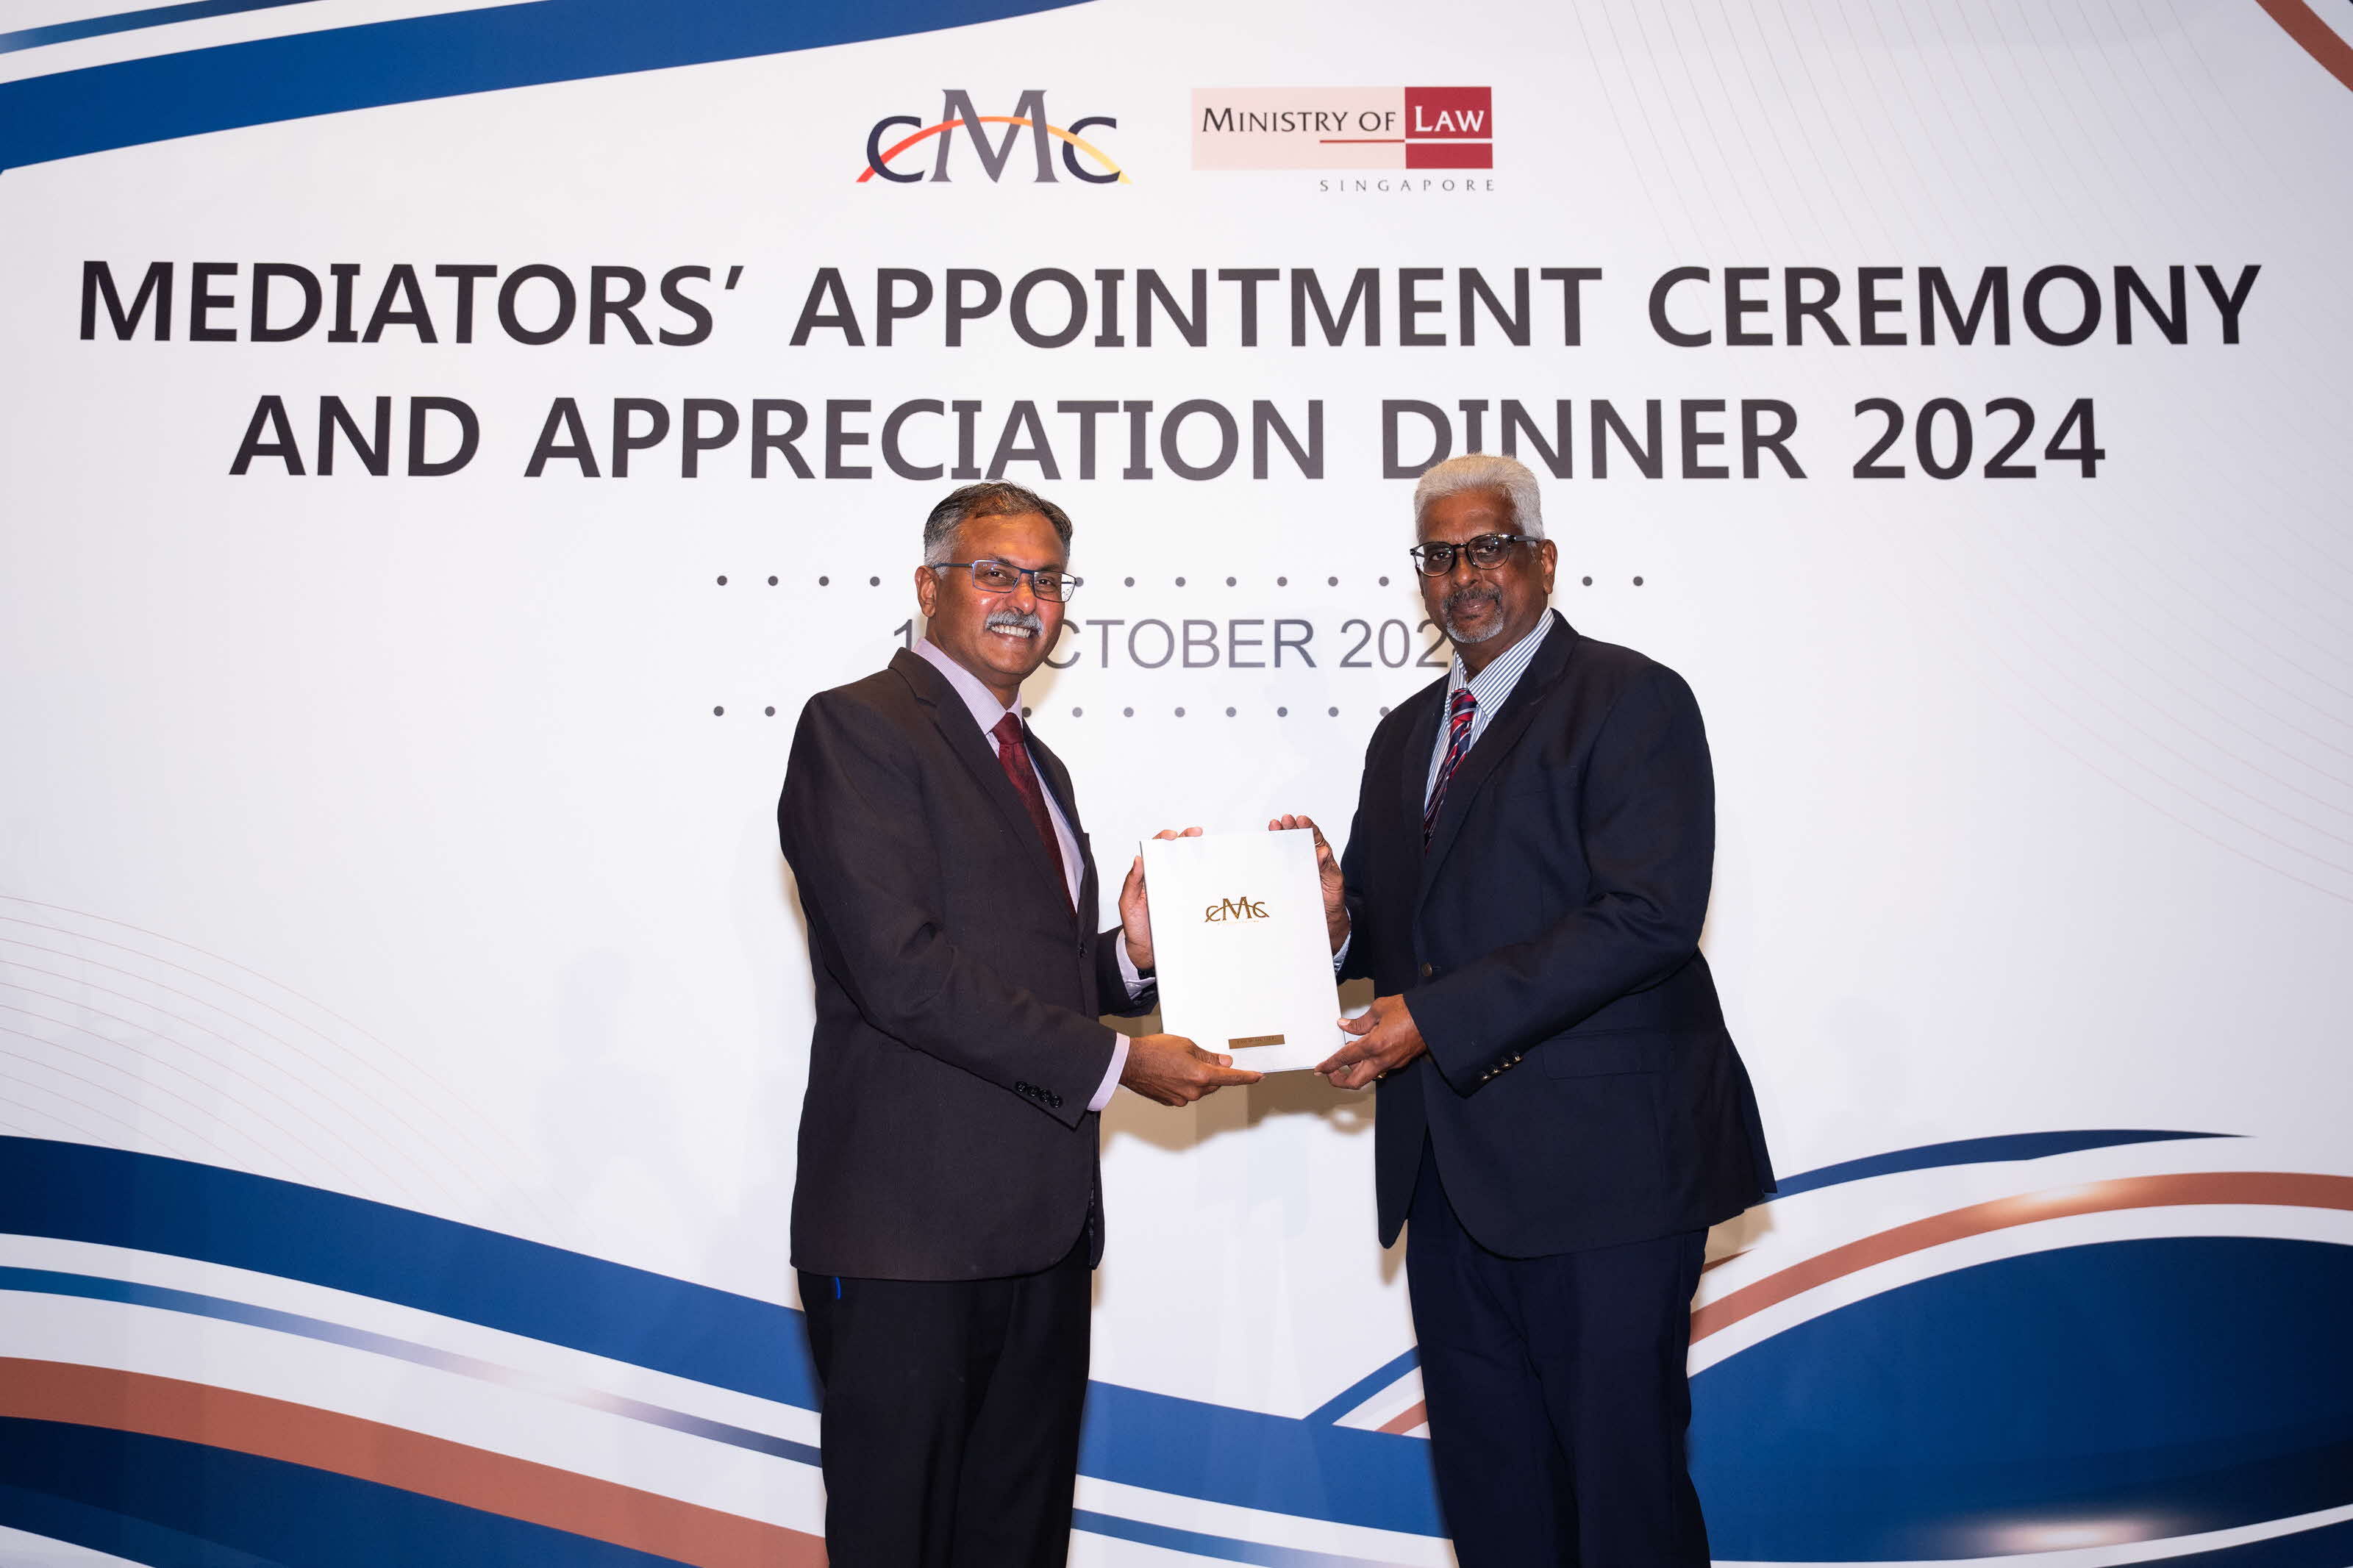 CMC
MINISTRY OF LAW
SINGAPORE
MEDIATORS’ APPOINTMENT CEREMONY
AND APPRECIATION DINNER 2024
CTOBER 202
CMC